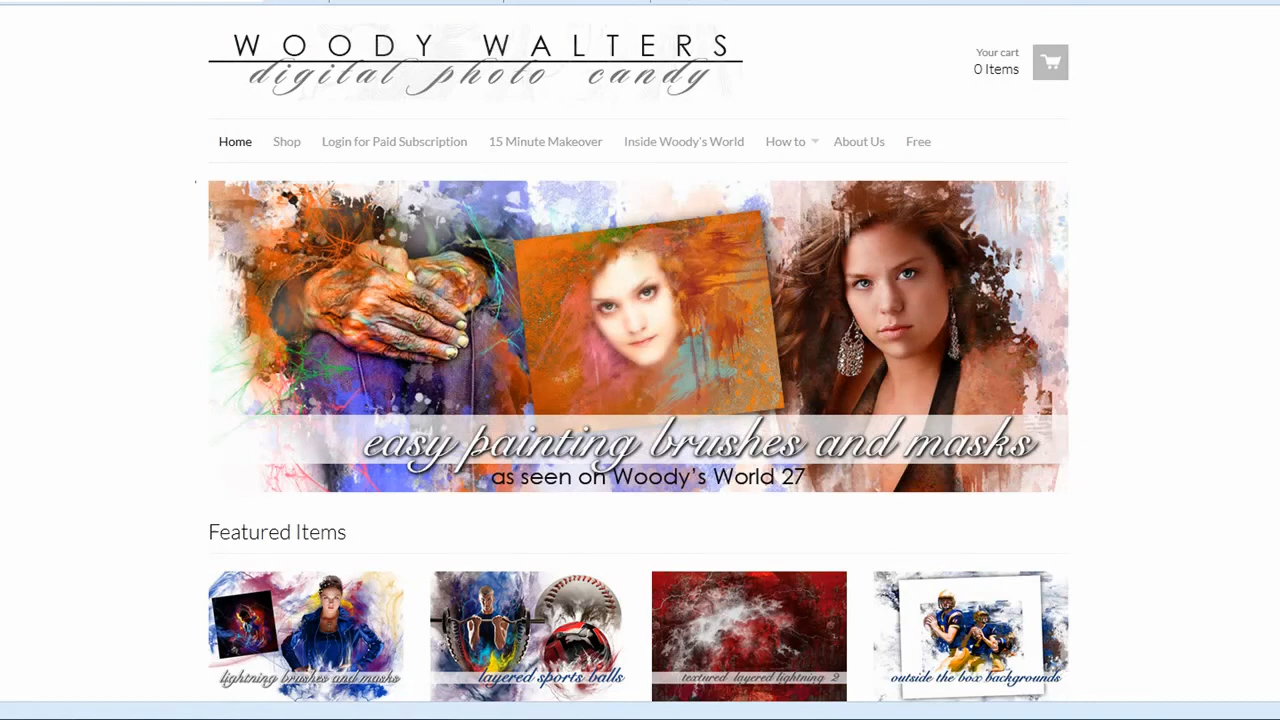 WOODY WALTERS
digital photo candy
Your cart
0 Items
Home Shop Login for Paid Subscription 15 Minute Makeover Inside Woody's World How to About Us Free
easy painting brushes and masks
as seen on Woody's World 27
Featured Items
lightning brushes and masks
layered sports balls
textured layered lightning 2
outside the box backgrounds